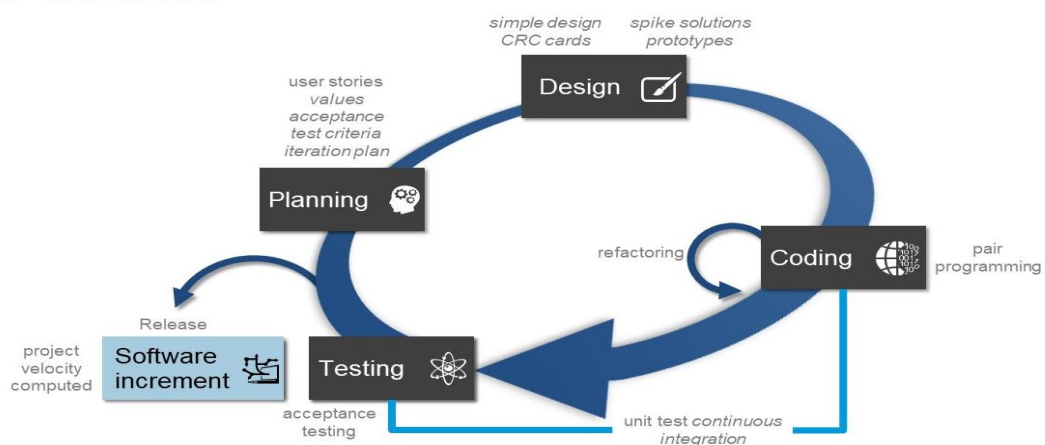 simple design
CRC cards
spike solutions
prototypes
Design
user stories
values
acceptance
test criteria
iteration plan
Planning
refactoring
Coding
pair
programming
Release
project
velocity
computed
Software
increment
Testing
acceptance
testing
unit test continuous
integration